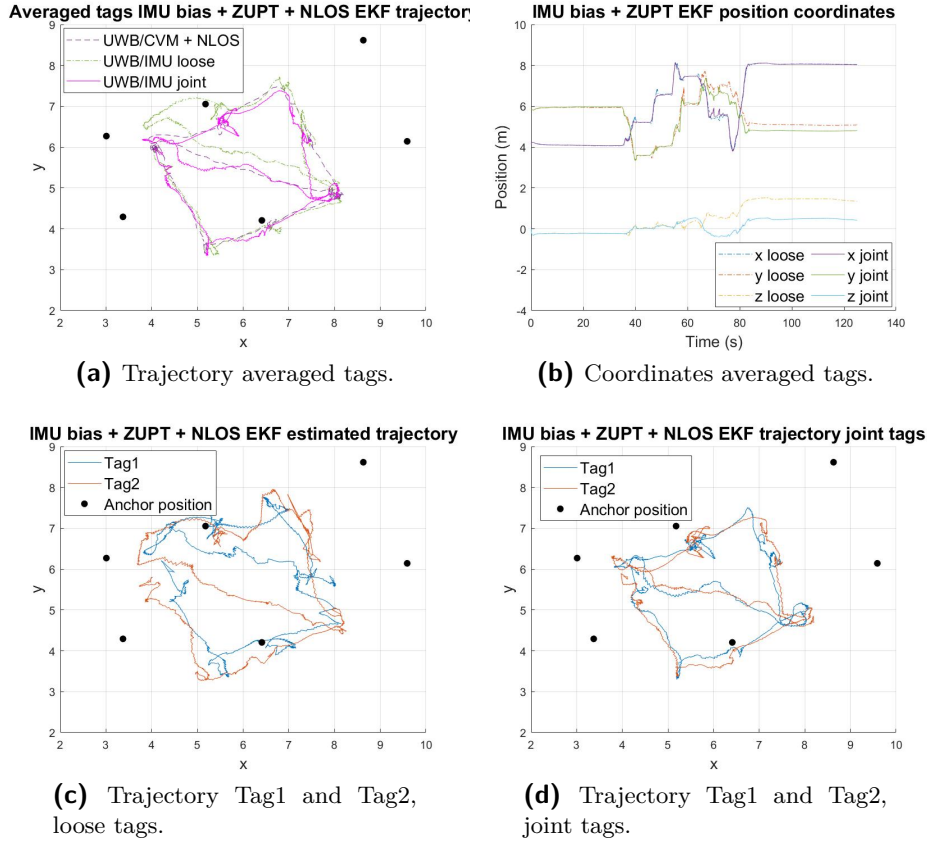 Averaged tags IMU bias + ZUPT + NLOS EKF trajectory
9
8
7
6
5
4
3
2
y
UWB/CVM + NLOS
UWB/IMU loose
UWB/IMU joint
2 3 4 5 6 7 8 9 10
x
(a) Trajectory averaged tags.
IMU bias + ZUPT EKF position coordinates
10
8
6
4
2
0
-2
-4
Position (m)
x loose x joint
y loose y joint
z loose z joint
0 20 40 60 80 100 120 140
Time (s)
(b) Coordinates averaged tags.
IMU bias + ZUPT + NLOS EKF estimated trajectory
9
8
7
6
5
4
3
2
y
Tag1
Tag2
Anchor position
2 3 4 5 6 7 8 9 10
x
(c) Trajectory Tag1 and Tag2,
loose tags.
IMU bias + ZUPT + NLOS EKF trajectory joint tags
9
8
7
6
5
4
3
2
y
Tag1
Tag2
Anchor position
2 3 4 5 6 7 8 9 10
x
(d) Trajectory Tag1 and Tag2,
joint tags.